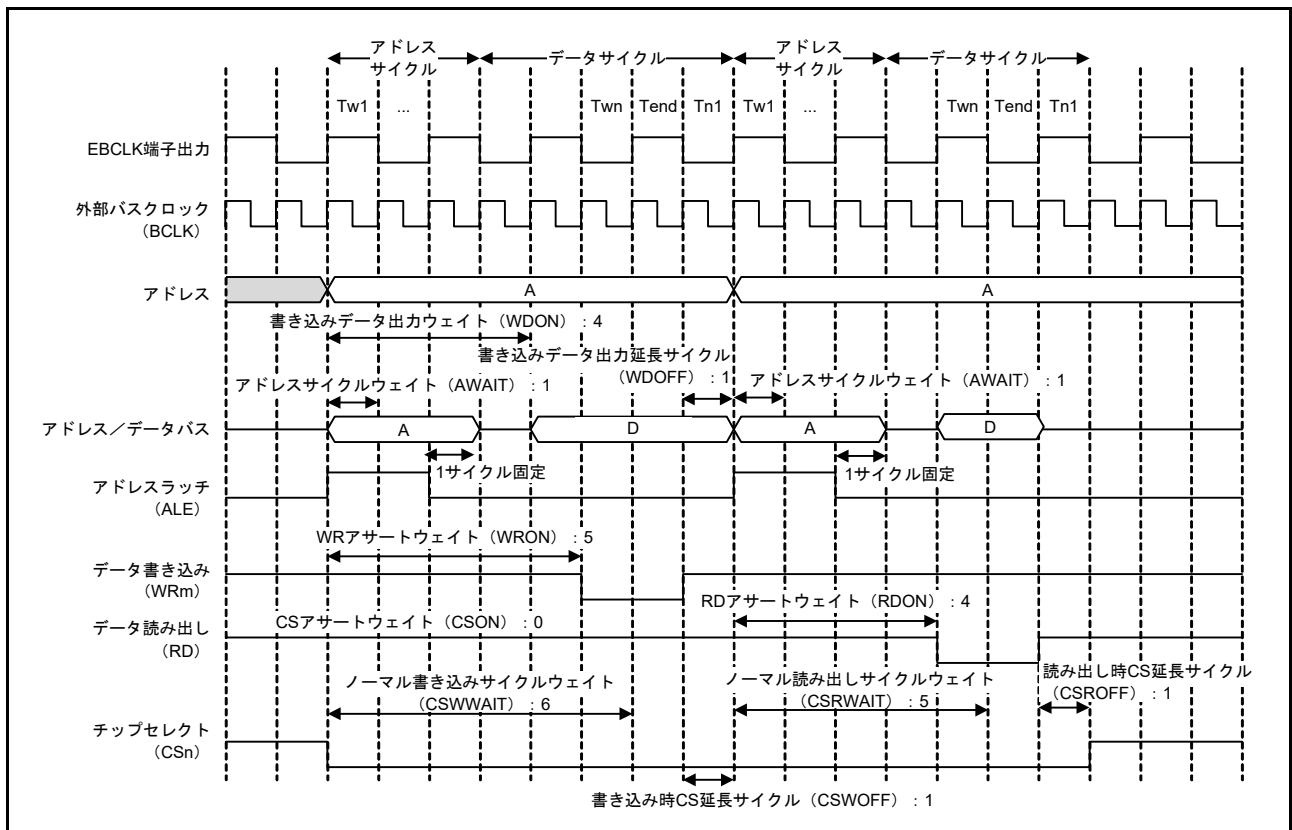 アドレス
サイクル
データサイクル
アドレス
サイクル
データサイクル
Tw1 ... Twn Tend Tn1 Tw1 ... Twn Tend Tn1
EBCLK端子出力
外部バスクロック
(BCLK)
アドレス
A
A
書き込みデータ出力ウェイト（WDON）：4
書き込みデータ出力延長サイクル
（WDOFF）：1
アドレスサイクルウェイト（AWAIT）：1
アドレスサイクルウェイト（AWAIT）：1
アドレス／データバス
A
D
A
D
1サイクル固定
1サイクル固定
アドレスラッチ
(ALE)
WRアサートウェイト（WRON）：5
データ書き込み
(WRm)
RDアサートウェイト（RDON）：4
CSアサートウェイト（CSON）：0
データ読み出し
(RD)
ノーマル書き込みサイクルウェイト
（CSWWAIT）：6
ノーマル読み出しサイクルウェイト
（CSRWAIT）：5
読み出し時CS延長サイクル
（CSROFF）：1
チップセレクト
(CSn)
書き込み時CS延長サイクル（CSWOFF）：1